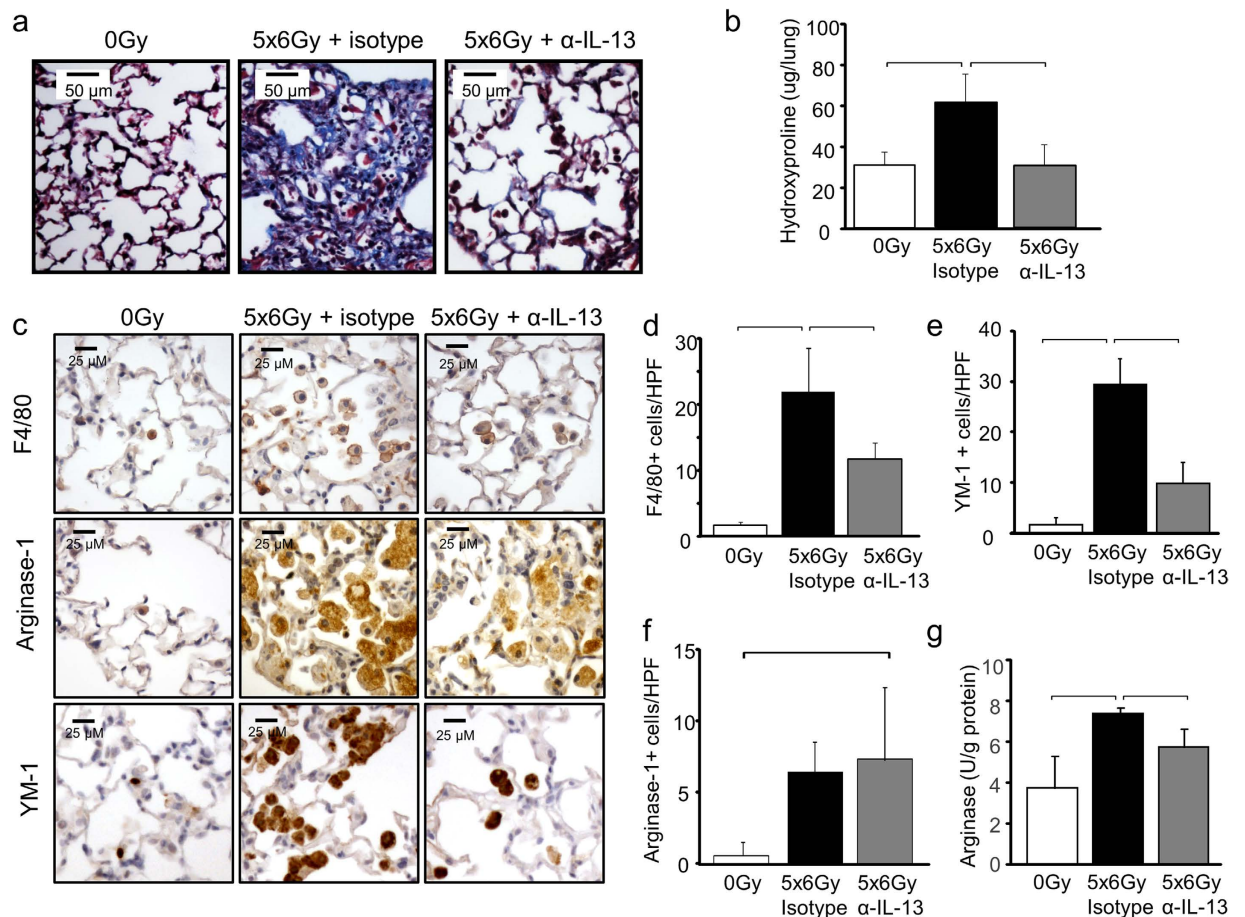 a
0Gy
5x6Gy + isotype
5x6Gy + α-IL-13
50 µm
50 µm
50 µm
b
Hydroxyproline (ug/lung)
100
80
60
40
20
0
0Gy
5x6Gy
Isotype
5x6Gy
α-IL-13
c
0Gy
5x6Gy + isotype
5x6Gy + α-IL-13
F4/80
25 µM
25 µM
25 µM
Arginase-1
25 µM
25 µM
25 µM
YM-1
25 µM
25 µM
25 µM
d
F4/80+ cells/HPF
30
20
10
0
0Gy
5x6Gy
Isotype
5x6Gy
α-IL-13
e
YM-1 + cells/HPF
40
30
20
10
0
0Gy
5x6Gy
Isotype
5x6Gy
α-IL-13
f
Arginase-1+ cells/HPF
15
10
5
0
0Gy
5x6Gy
Isotype
5x6Gy
α-IL-13
g
Arginase (U/g protein)
10
8
6
4
2
0
0Gy
5x6Gy
Isotype
5x6Gy
α-IL-13